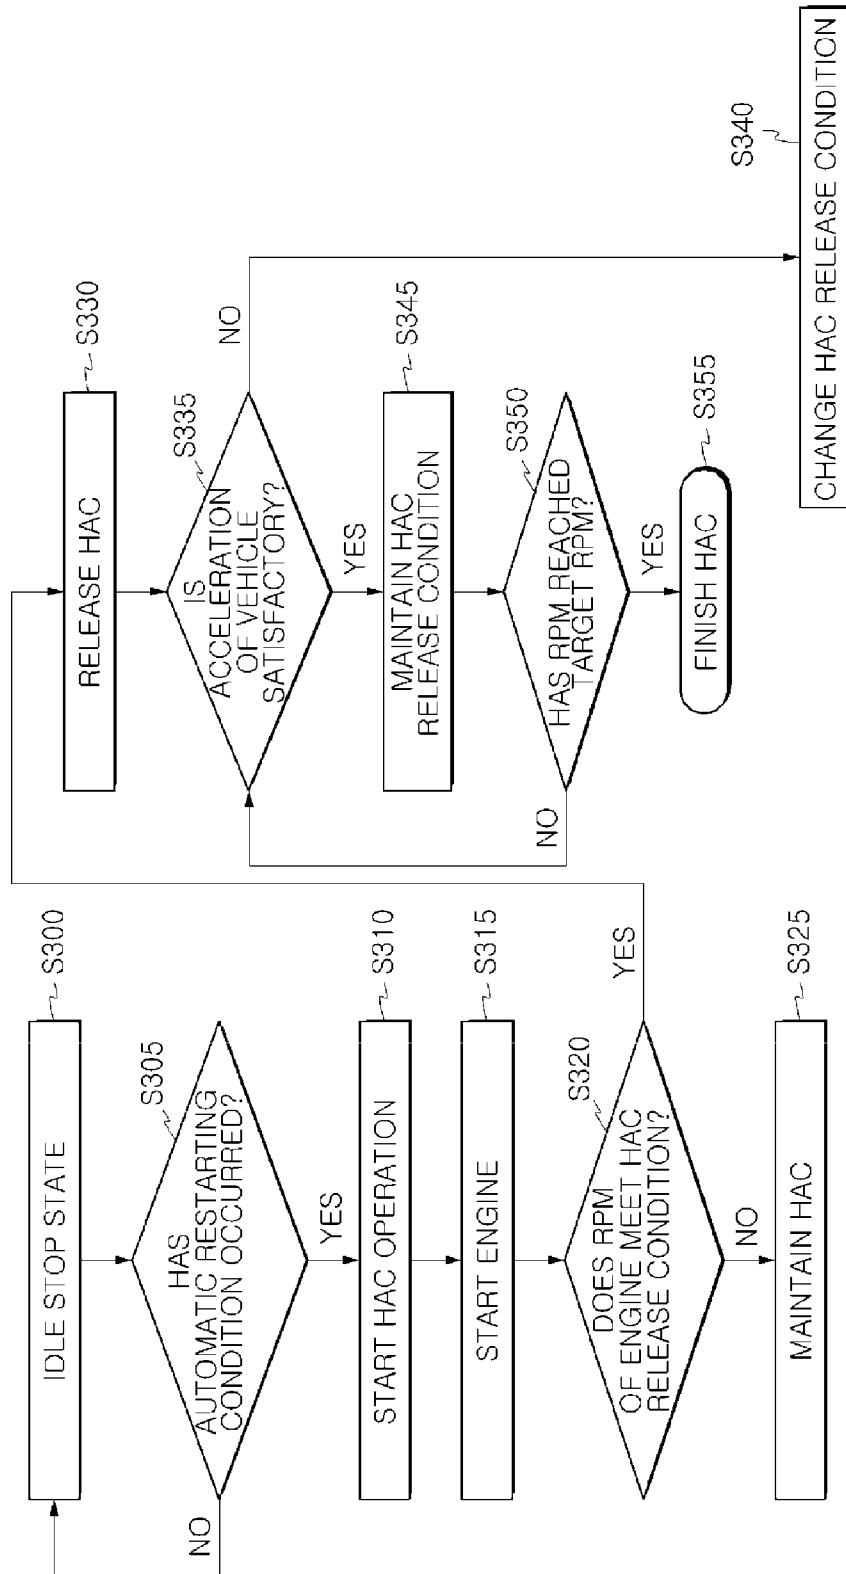 IDLE STOP STATE
S300
HAS
AUTOMATIC RESTARTING
CONDITION OCCURRED?
S305
NO
YES
START HAC OPERATION
S310
START ENGINE
S315
DOES RPM
OF ENGINE MEET HAC
RELEASE CONDITION?
S320
YES
NO
MAINTAIN HAC
S325
RELEASE HAC
S330
IS
ACCELERATION
OF VEHICLE
SATISFACTORY?
S335
NO
YES
MAINTAIN HAC
RELEASE CONDITION
S345
HAS RPM REACHED
TARGET RPM?
S350
NO
YES
FINISH HAC
S355
S340
CHANGE HAC RELEASE CONDITION